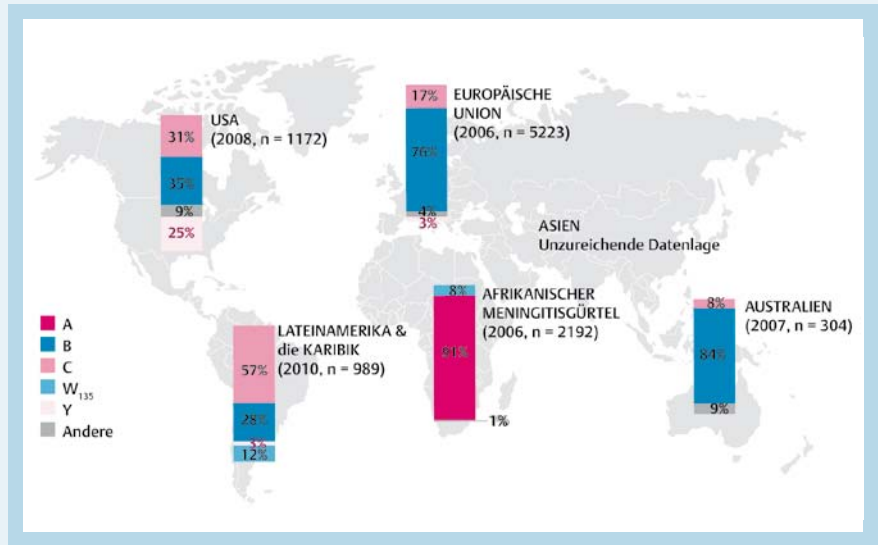 USA
(2008, n = 1172)
31%
35%
9%
25%
EUROPÄISCHE
UNION
(2006, n = 5223)
17%
76%
4%
3%
ASIEN
Unzureichende Datenlage
A
B
C
W135
Y
Andere
LATEINAMERIKA &
die KARIBIK
(2010, n = 989)
57%
28%
3%
12%
AFRIKANISCHER
MENINGITISGÜRTEL
(2006, n = 2192)
8%
91%
1%
AUSTRALIEN
(2007, n = 304)
8%
84%
9%